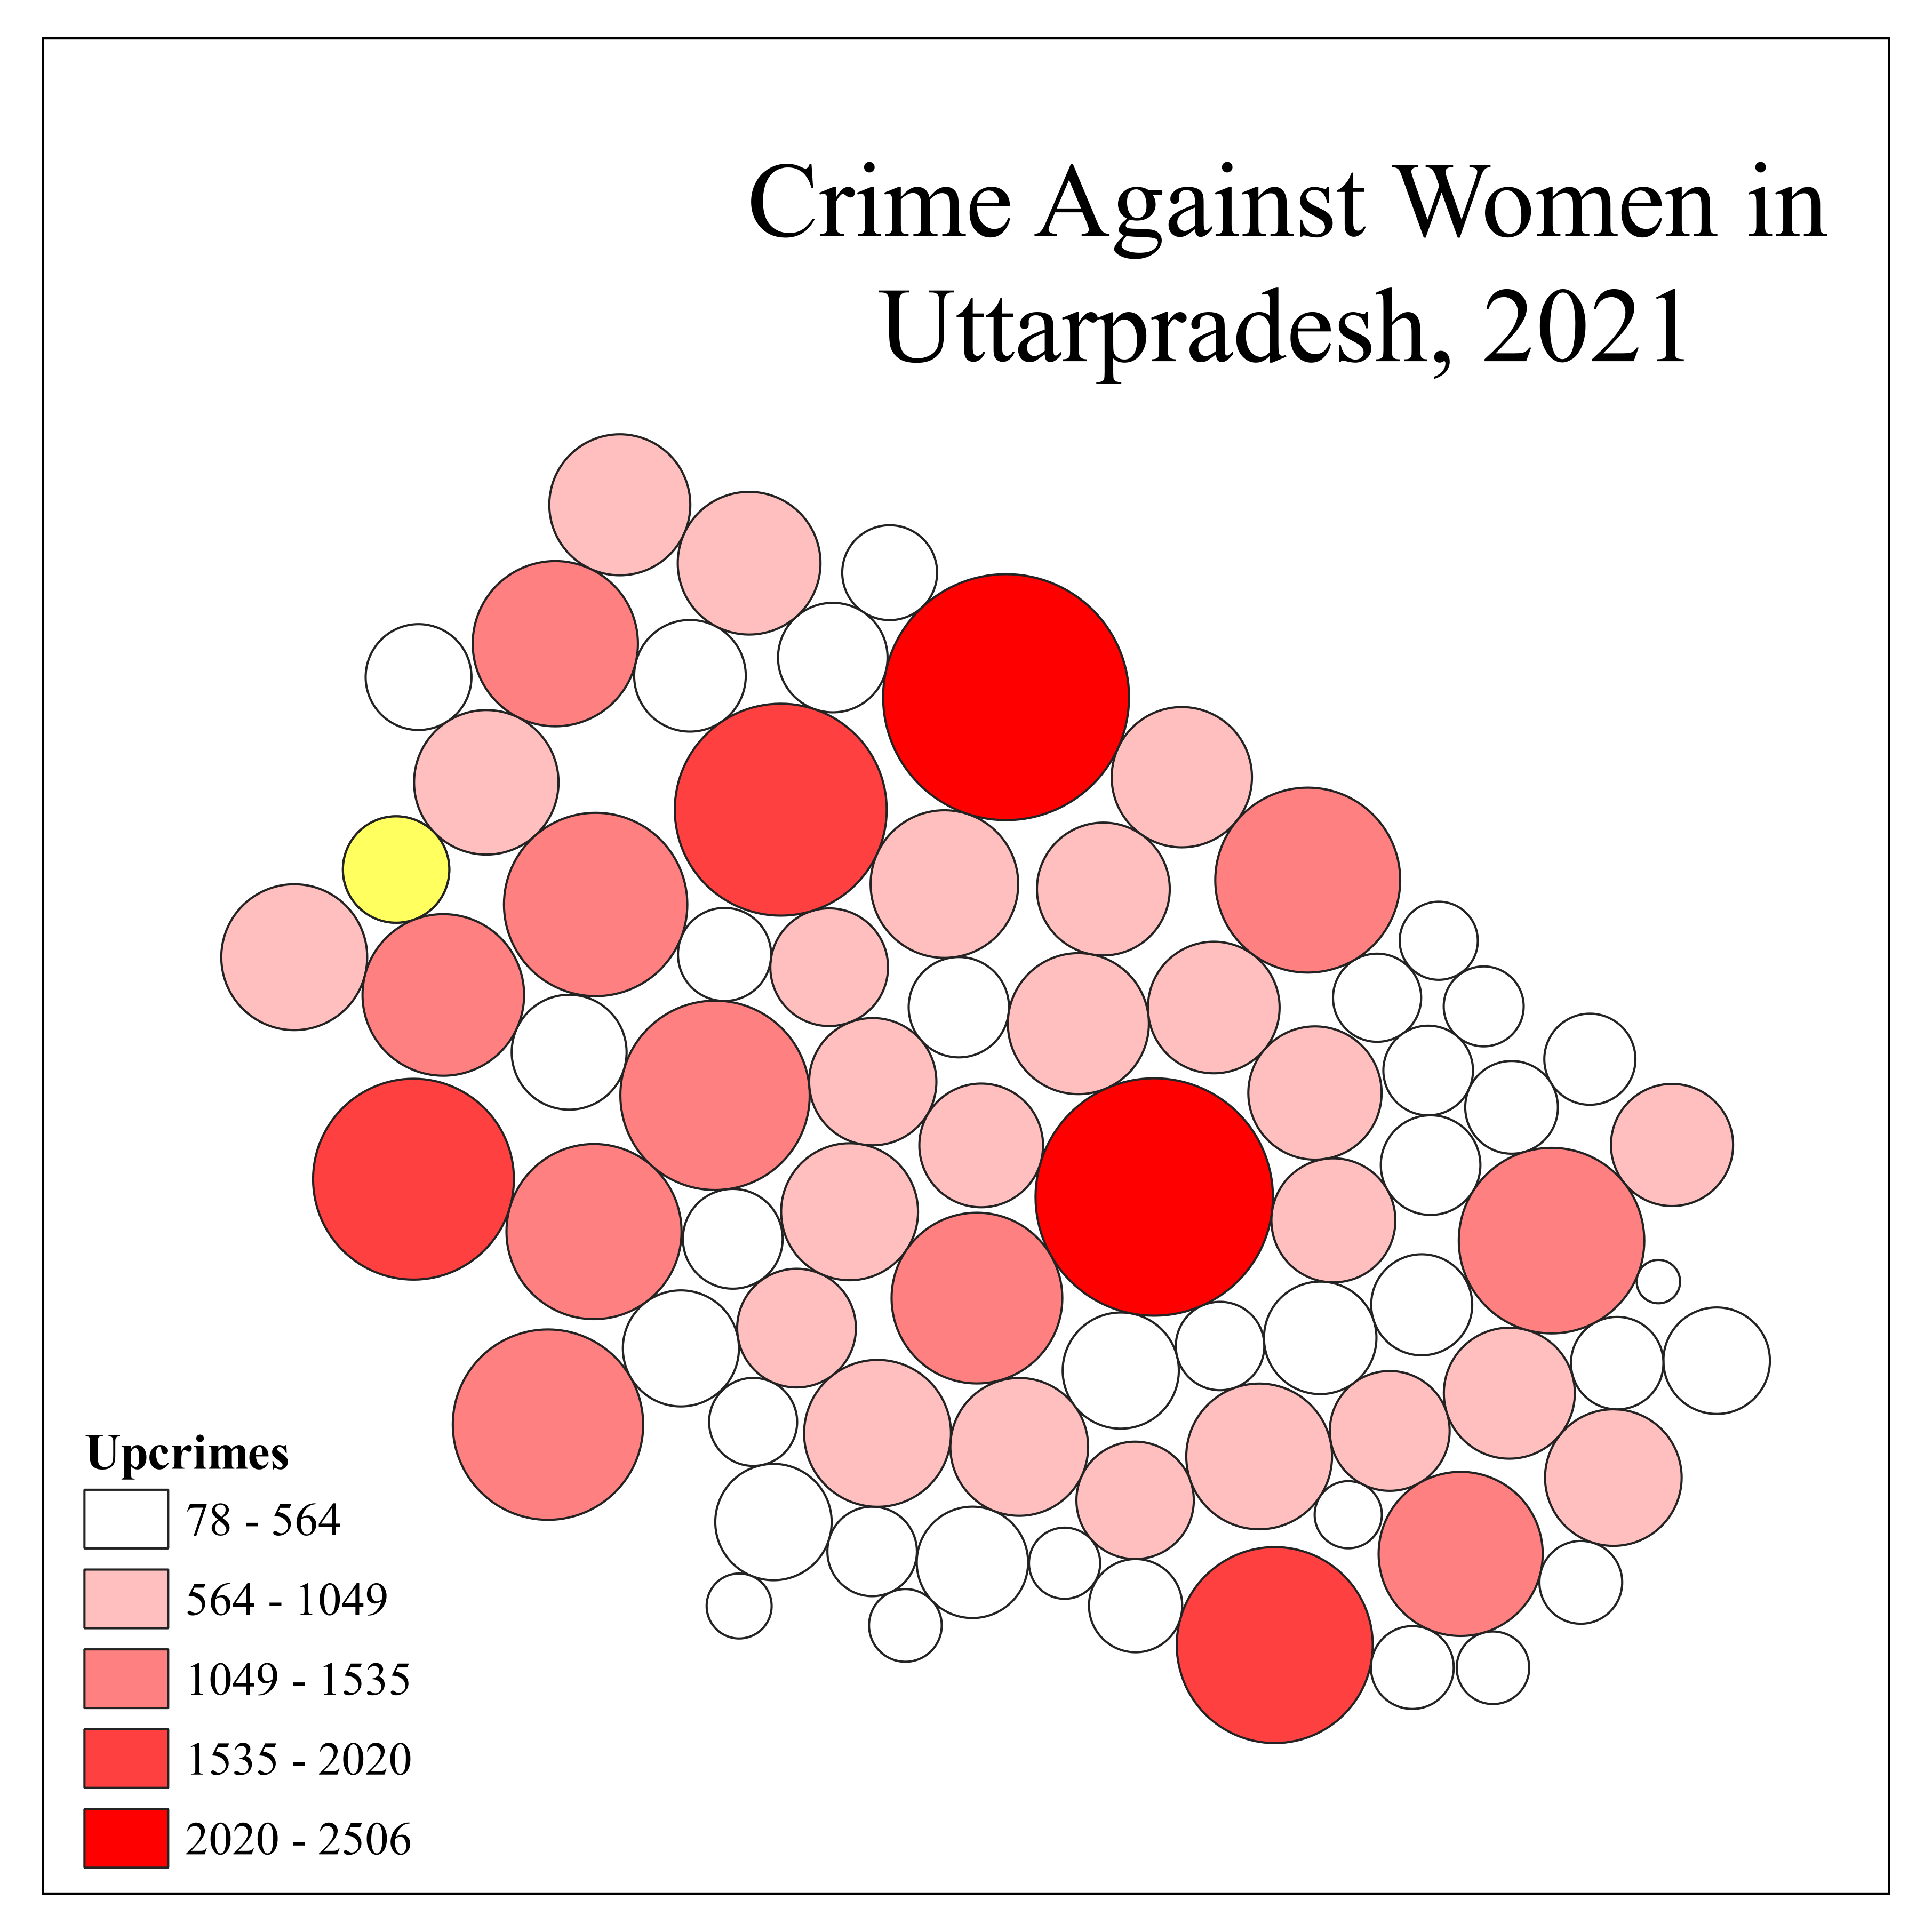 Crime Against Women in
Uttarpradesh, 2021
Upcrimes
78 - 564
564 - 1049
1049 - 1535
1535 - 2020
2020 - 2506